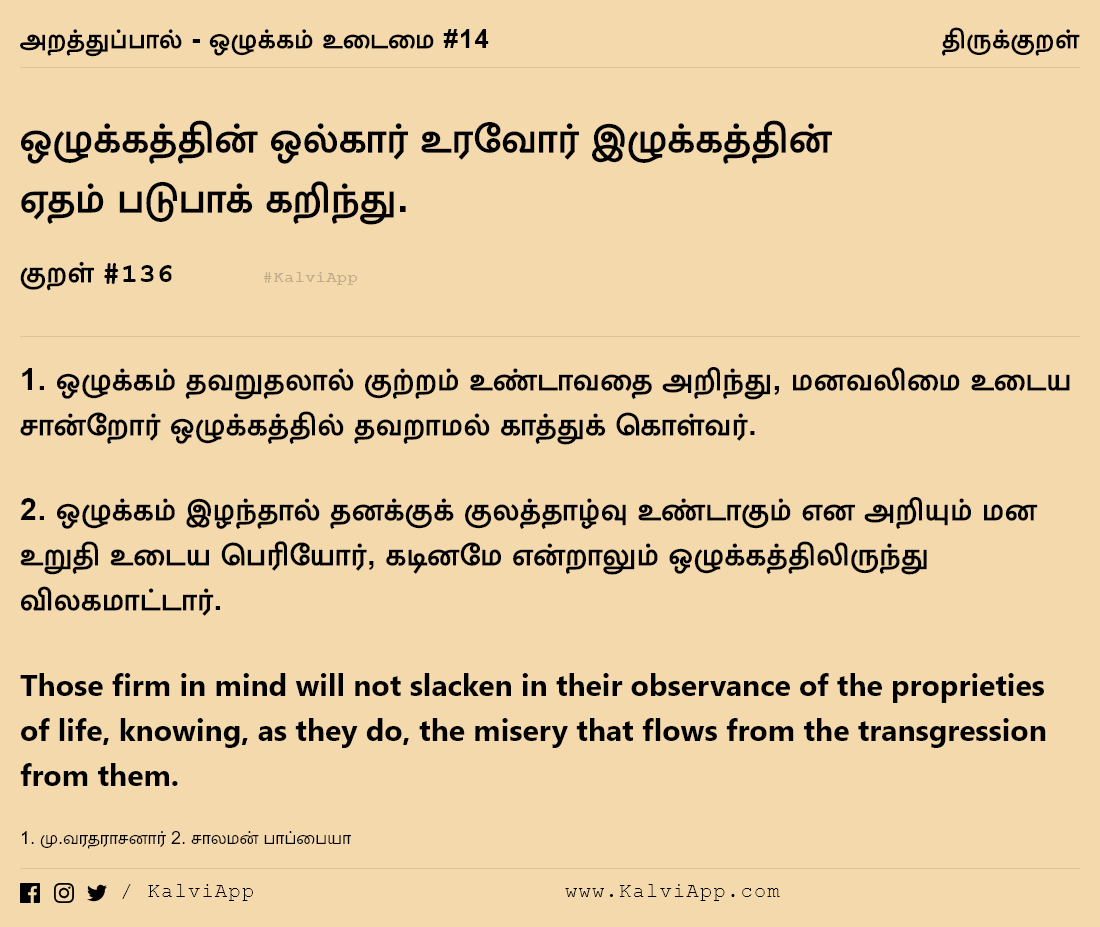 அறத்துப்பால் - ஒழுக்கம் உடைமை #14
திருக்குறள்
ஒழுக்கத்தின் ஒல்கார் உரவோர் இழுக்கத்தின்
ஏதம் படுபாக் கறிந்து.
குறள் #136
#KalviApp
1. ஒழுக்கம் தவறுதலால் குற்றம் உண்டாவதை அறிந்து, மனவலிமை உடைய
சான்றோர் ஒழுக்கத்தில் தவறாமல் காத்துக் கொள்வர்.
2. ஒழுக்கம் இழந்தால் தனக்குக் குலத்தாழ்வு உண்டாகும் என அறியும் மன
உறுதி உடைய பெரியோர், கடினமே என்றாலும் ஒழுக்கத்திலிருந்து
விலகமாட்டார்.
Those firm in mind will not slacken in their observance of the proprieties
of life, knowing, as they do, the misery that flows from the transgression
from them.
1. மு.வரதராசனார் 2. சாலமன் பாப்பையா
/ KalviApp
www.KalviApp.com